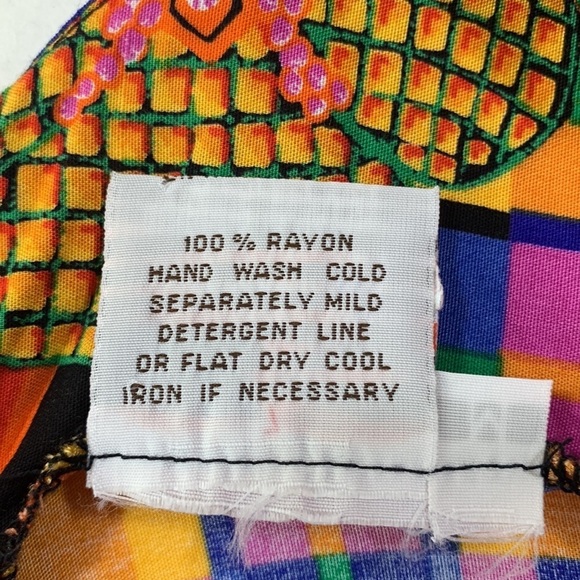 100 % RAYON
HAND WASH COLD
SEPARATELY MILD
DETERGENT LINE
OR FLAT DRY COOL
IRON IF NECESSARY